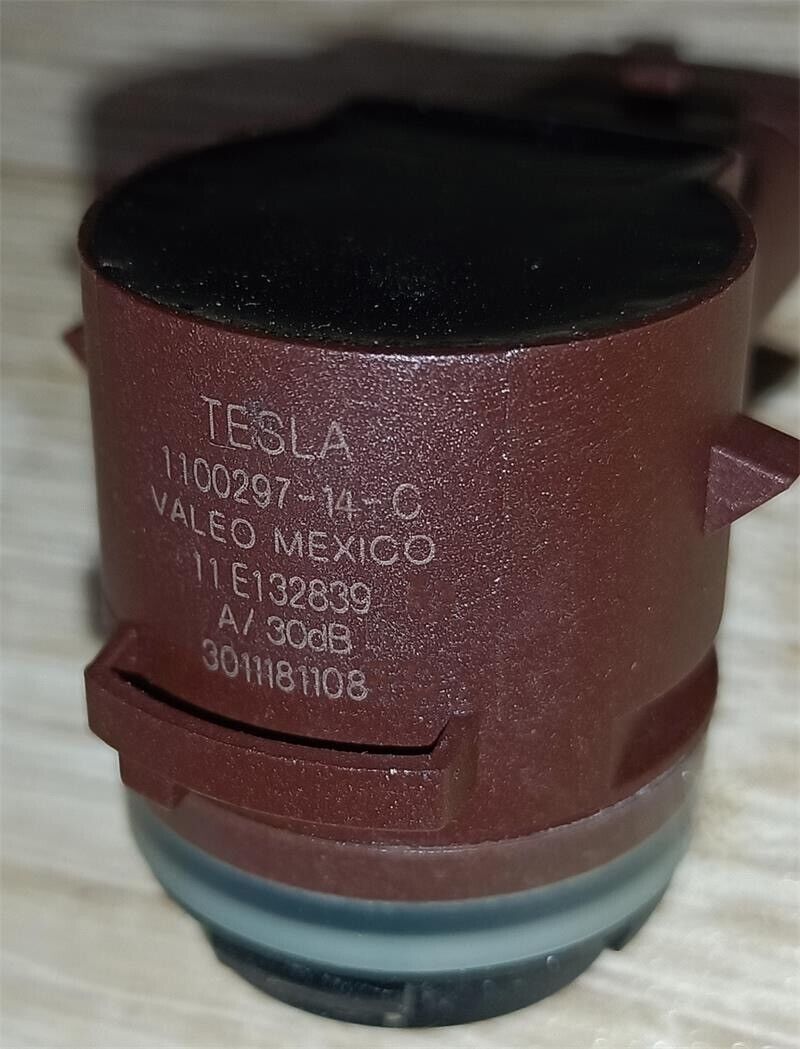 TESLA
1100297-14-C
VALEO MEXICO
11 E132839
A/ 30dB
3011181108